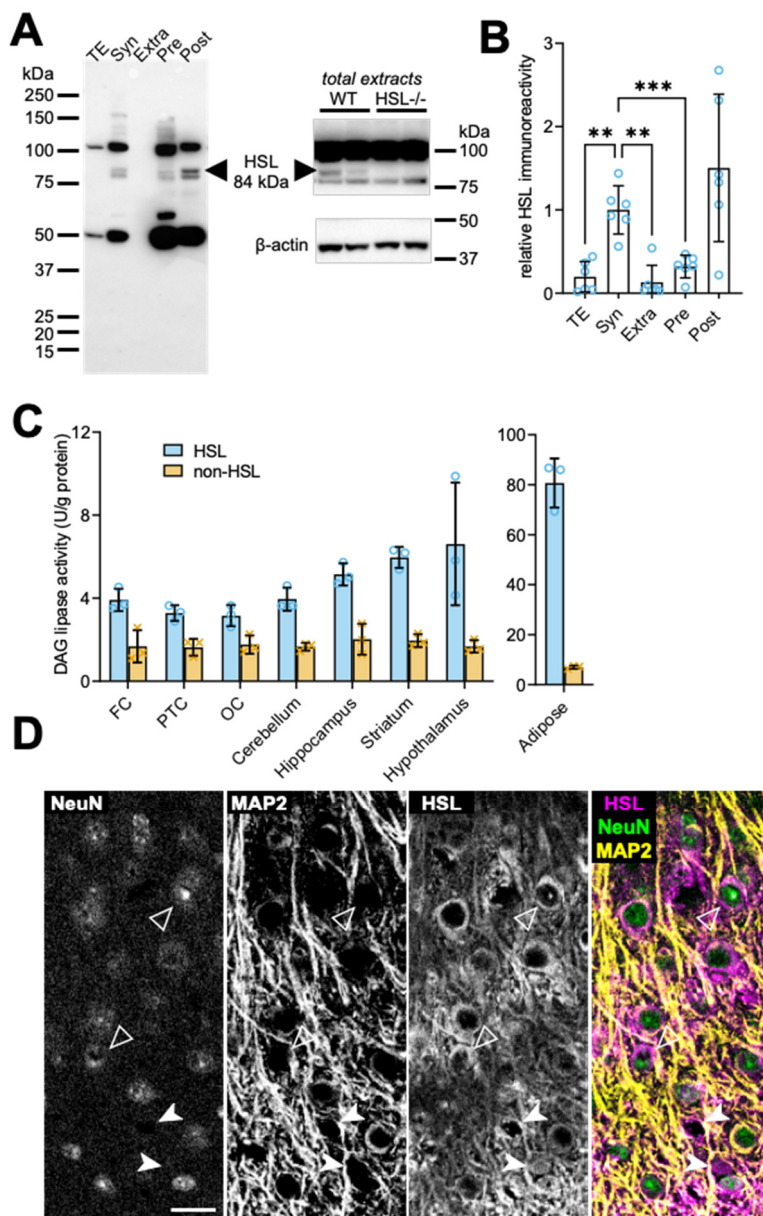 A
TE Syn Extra Pre Post
kDa
250
150
100
75
50
37
25
20
15
HSL
84 kDa
total extracts
WT HSL-/-
kDa
100
75
50
37
β-actin
B
relative HSL immunoreactivity
3
2
1
0
** ** ***
TE Syn Extra Pre Post
C
DAG lipase activity (U/g protein)
12
8
4
0
HSL
non-HSL
FC PTC OC Cerebellum Hippocampus Striatum Hypothalamus
100
80
60
40
20
0
Adipose
D
NeuN MAP2 HSL HSL
NeuN
MAP2